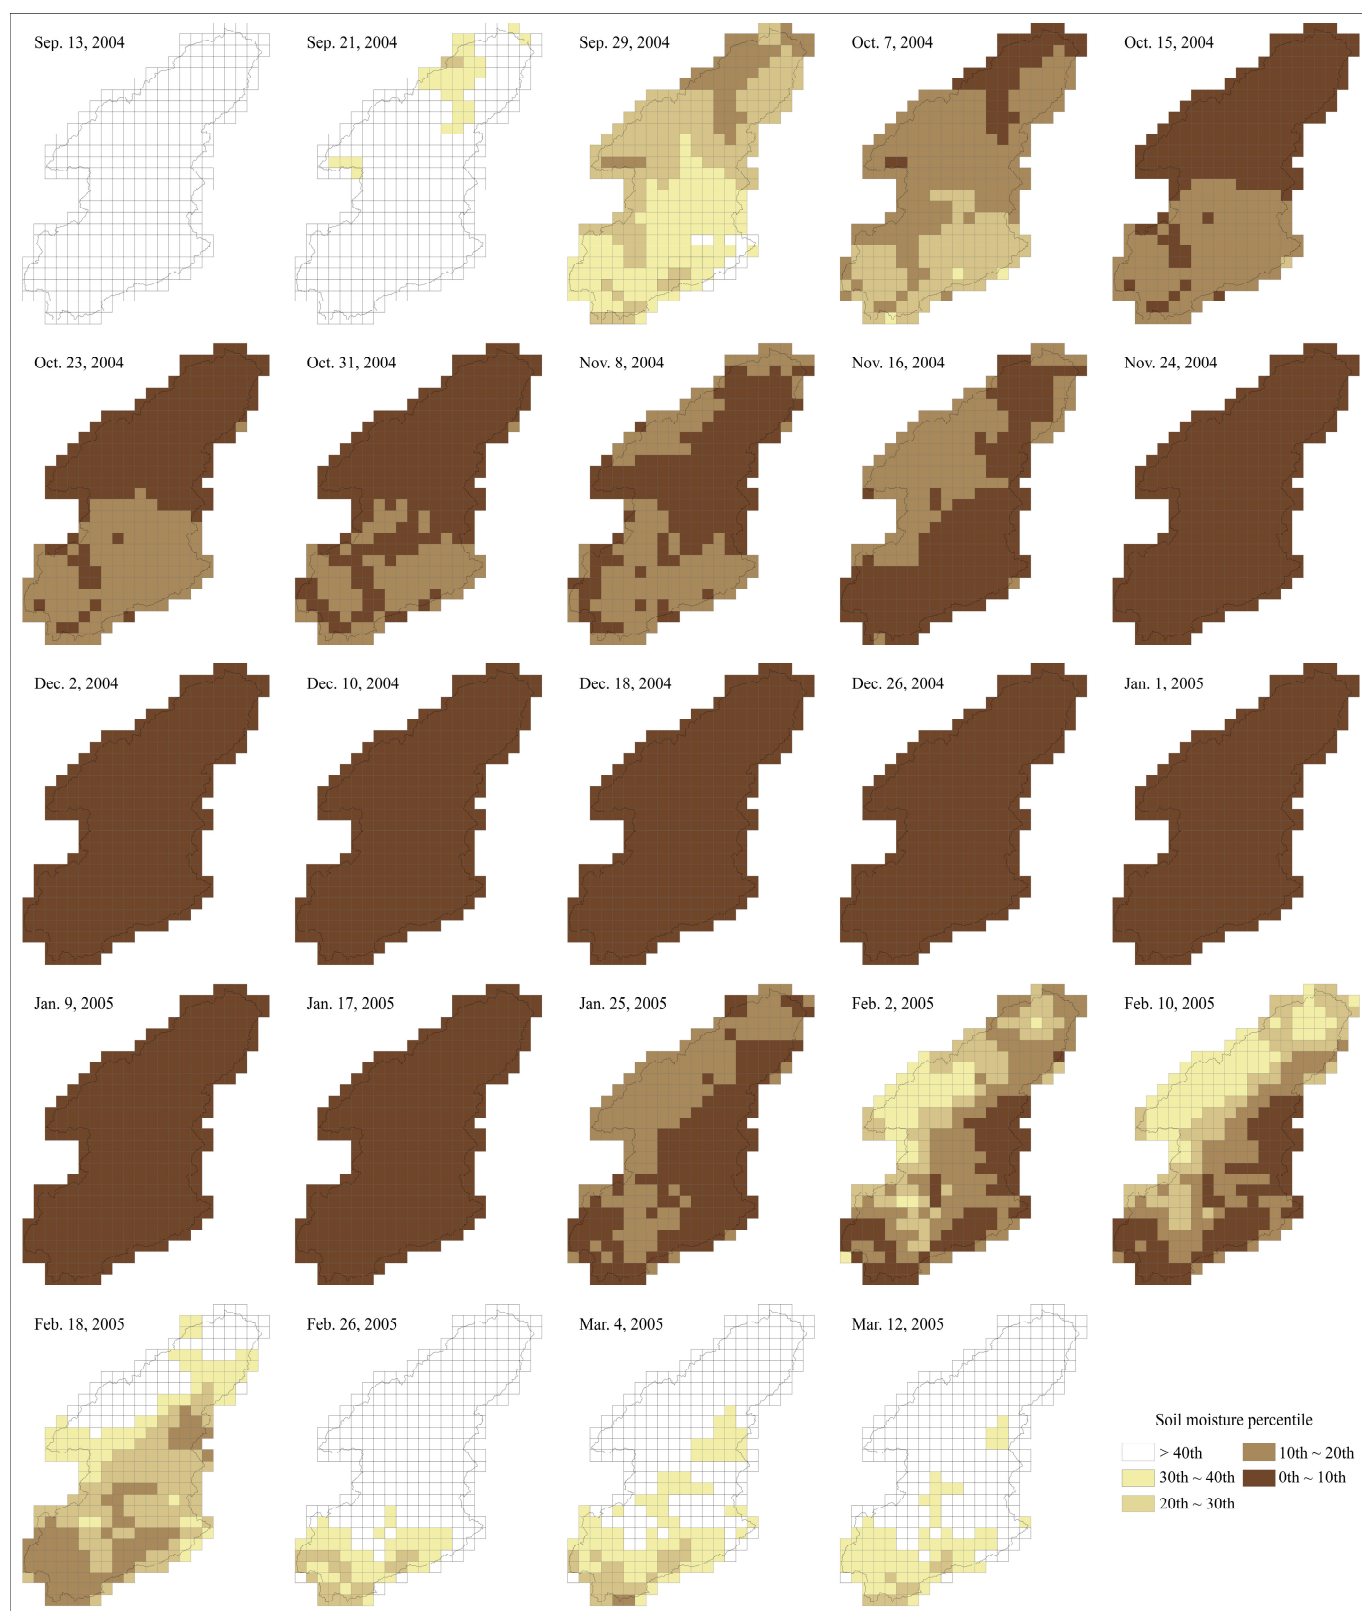 Sep. 13, 2004
Sep. 21, 2004
Sep. 29, 2004
Oct. 7, 2004
Oct. 15, 2004
Oct. 23, 2004
Oct. 31, 2004
Nov. 8, 2004
Nov. 16, 2004
Nov. 24, 2004
Dec. 2, 2004
Dec. 10, 2004
Dec. 18, 2004
Dec. 26, 2004
Jan. 1, 2005
Jan. 9, 2005
Jan. 17, 2005
Jan. 25, 2005
Feb. 2, 2005
Feb. 10, 2005
Feb. 18, 2005
Feb. 26, 2005
Mar. 4, 2005
Mar. 12, 2005
Soil moisture percentile
> 40th
10th ~ 20th
30th ~ 40th
0th ~ 10th
20th ~ 30th